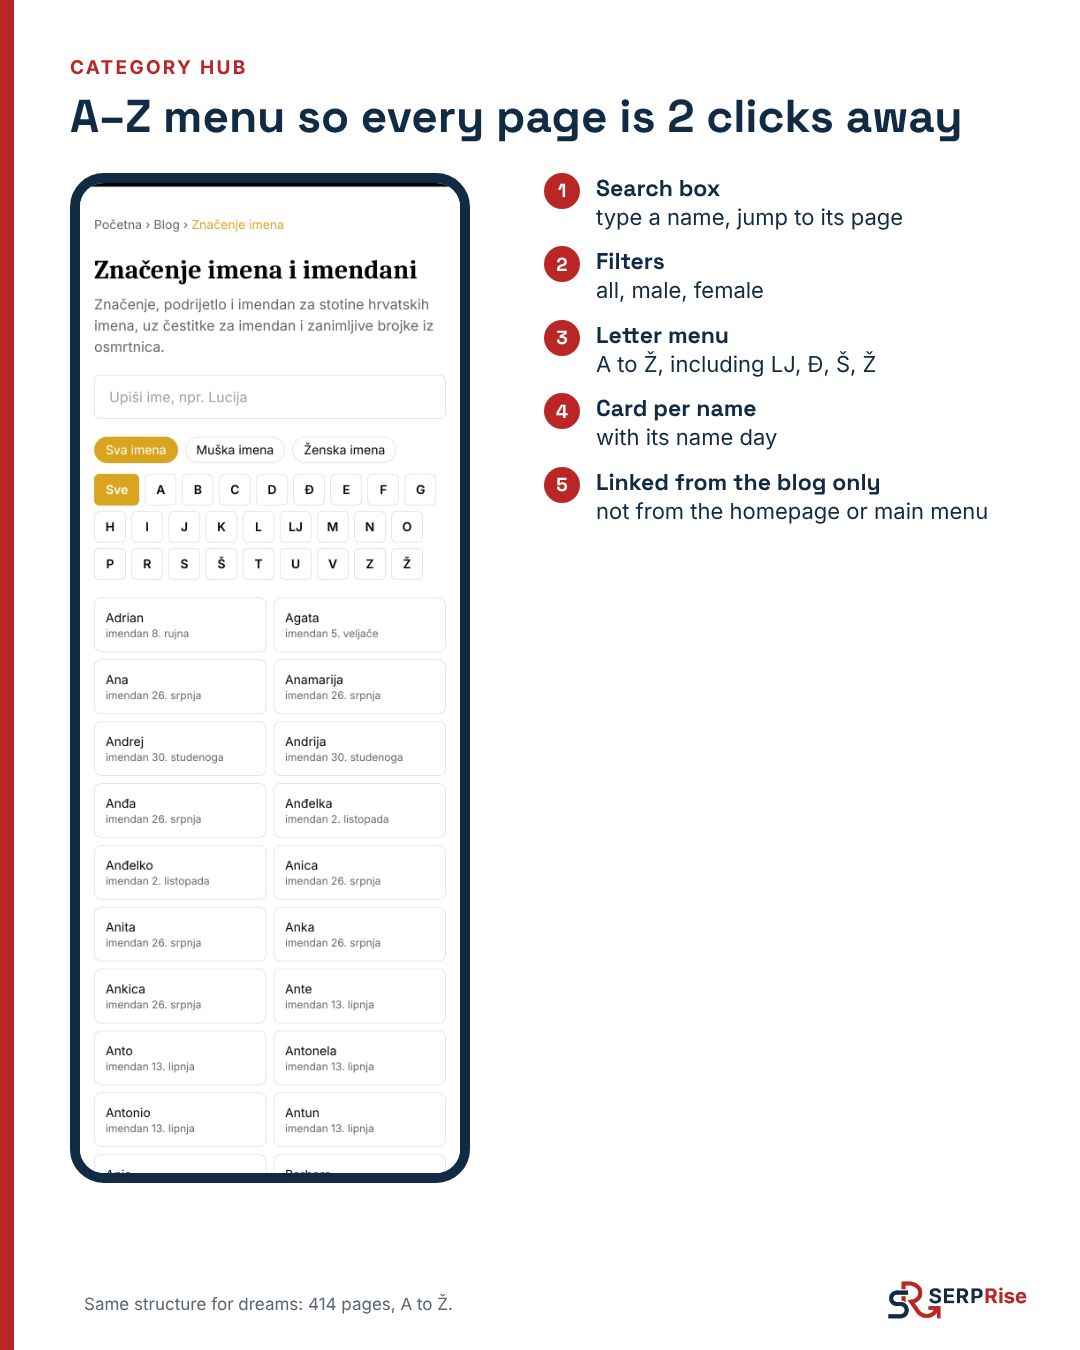 CATEGORY HUB
A–Z menu so every page is 2 clicks away
Početna › Blog › Značenje imena
Značenje imena i imendani
Značenje, podrijetlo i imendan za stotine hrvatskih
imena, uz čestitke za imendan i zanimljive brojke iz
osmrtnica.
Upiši ime, npr. Lucija
Sva imena Muška imena Ženska imena
Sve A B C D Đ E F G
H I J K L LJ M N O
P R S Š T U V Z Ž
Adrian Agata
imendan 8. rujna imendan 5. veljače
Ana Anamarija
imendan 26. srpnja imendan 26. srpnja
Andrej Andrija
imendan 30. studenoga imendan 30. studenoga
Anđa Anđelka
imendan 26. srpnja imendan 2. listopada
Anđelko Anica
imendan 2. listopada imendan 26. srpnja
Anita Anka
imendan 26. srpnja imendan 26. srpnja
Ankica Ante
imendan 26. srpnja imendan 13. lipnja
Anto Antonela
imendan 13. lipnja imendan 13. lipnja
Antonio Antun
imendan 13. lipnja imendan 13. lipnja
1 Search box
type a name, jump to its page
2 Filters
all, male, female
3 Letter menu
A to Ž, including LJ, Đ, Š, Ž
4 Card per name
with its name day
5 Linked from the blog only
not from the homepage or main menu
Same structure for dreams: 414 pages, A to Ž.
SERPRise